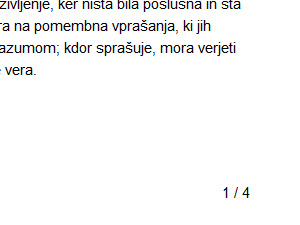 življenje, ker nista bila poslušna in sta
ra na pomembna vprašanja, ki jih
azumom; kdor sprašuje, mora verjeti
vera.
1 / 4